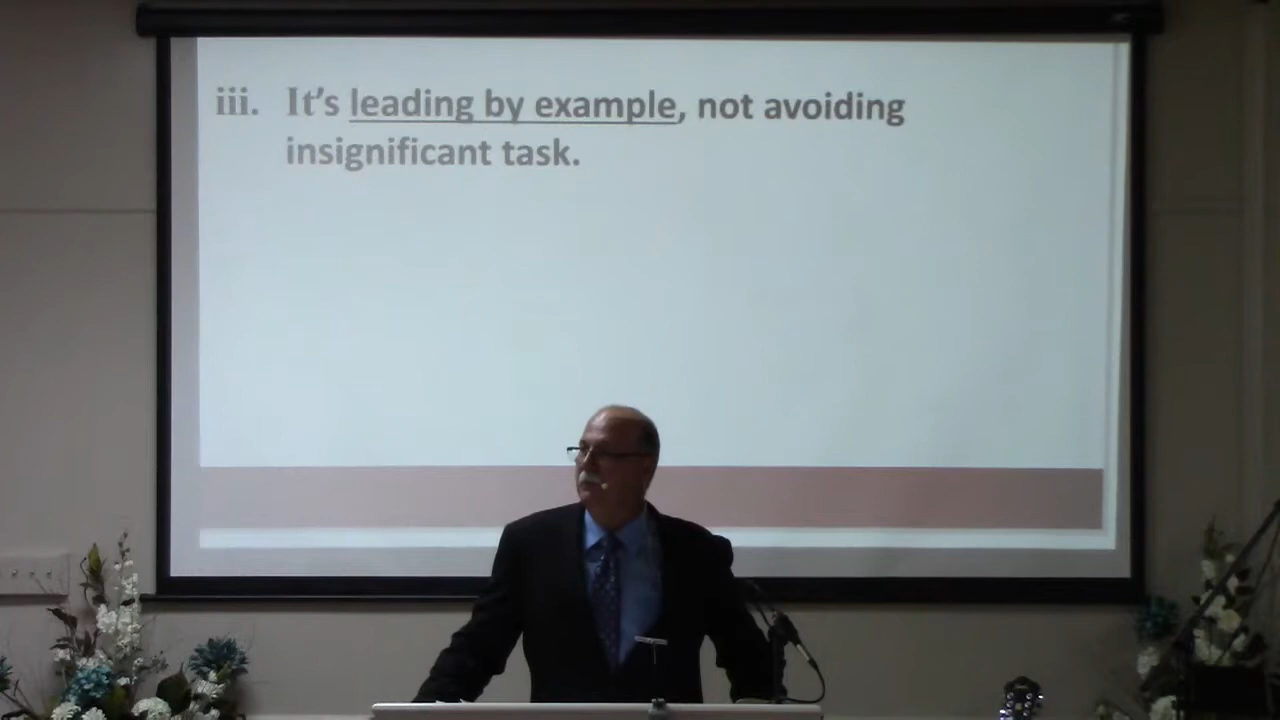 iii. It's leading by example, not avoiding
insignificant task.